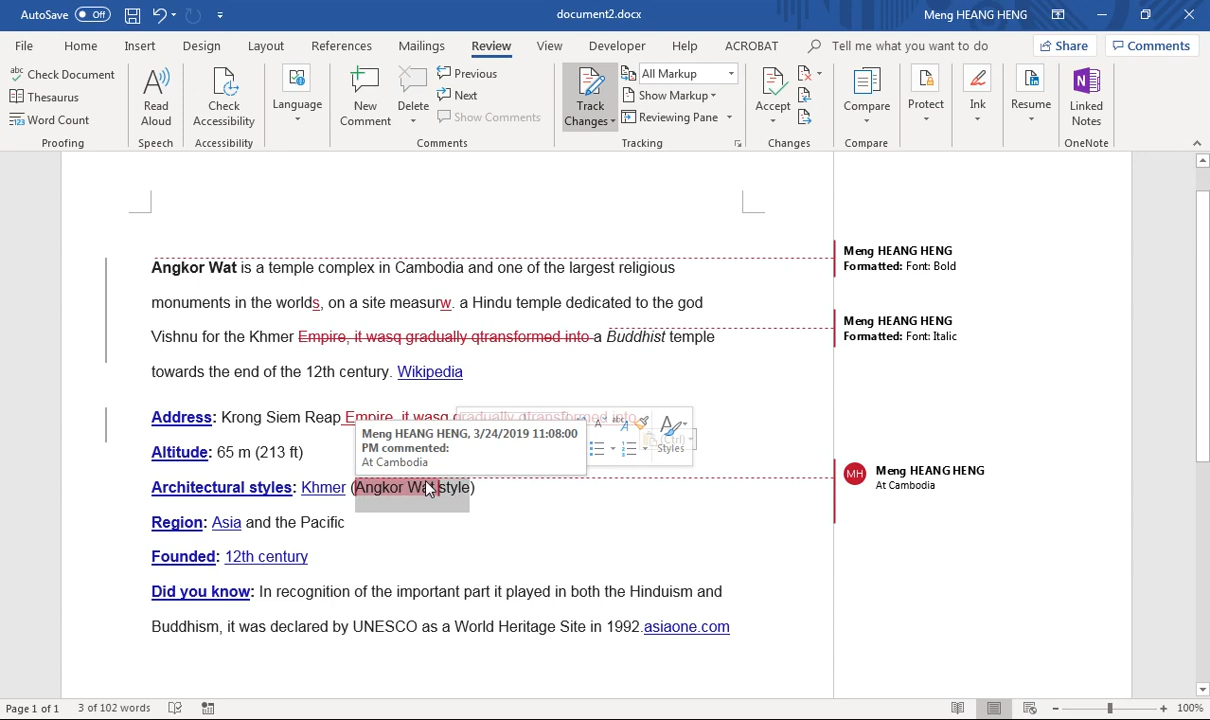 AutoSave Off document2.docx Meng HEANG HENG
File Home Insert Design Layout References Mailings Review View Developer Help ACROBAT Tell me what you want to do Share Comments
abc Check Document
Thesaurus
123 Word Count
Proofing
Read Aloud
Speech
Check Accessibility
Accessibility
Language
New Comment
Delete
Previous
Next
Show Comments
Comments
Track Changes
All Markup
Show Markup
Reviewing Pane
Tracking
Accept
Changes
Compare
Compare
Protect
Ink
Resume
Linked Notes
OneNote
Angkor Wat is a temple complex in Cambodia and one of the largest religious
monuments in the worlds, on a site measurw. a Hindu temple dedicated to the god
Vishnu for the Khmer Empire, it wasq gradually qtransformed into a Buddhist temple
towards the end of the 12th century. Wikipedia
Address: Krong Siem Reap Empire, it wasq gradually qtransformed into
Altitude: 65 m (213 ft)
Architectural styles: Khmer (Angkor Wat style)
Region: Asia and the Pacific
Founded: 12th century
Did you know: In recognition of the important part it played in both the Hinduism and
Buddhism, it was declared by UNESCO as a World Heritage Site in 1992.asiaone.com
Meng HEANG HENG, 3/24/2019 11:08:00
PM commented:
At Cambodia
Styles
(Ctrl)
Meng HEANG HENG
Formatted: Font: Bold
Meng HEANG HENG
Formatted: Font: Italic
MH Meng HEANG HENG
At Cambodia
Page 1 of 1 3 of 102 words 100%